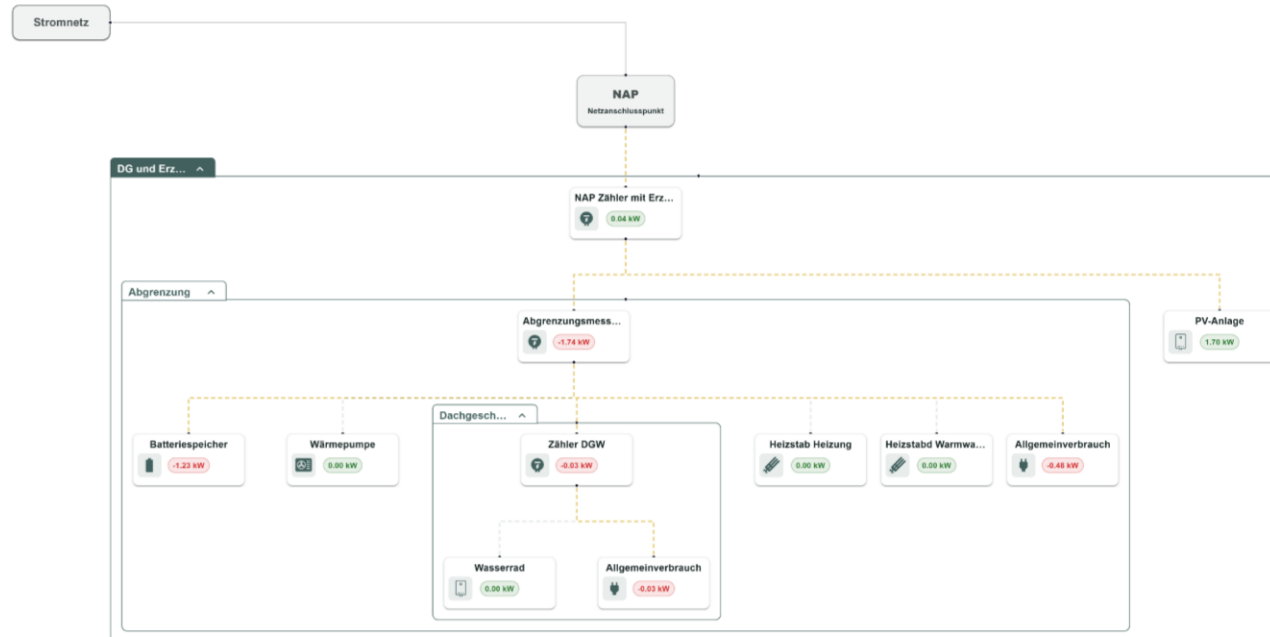 Stromnetz
NAP
Netzanschlusspunkt
DG und Erz...
NAP Zähler mit Erz...
0.04 kW
Abgrenzung
Abgrenzungsmess...
-1.74 kW
PV-Anlage
1.70 kW
Dachgesch...
Batteriespeicher
-1.23 kW
Wärmepumpe
0.00 kW
Zähler DGW
-0.03 kW
Heizstab Heizung
0.00 kW
Heizstabd Warmwa...
0.00 kW
Allgemeinverbrauch
-0.48 kW
Wasserrad
0.00 kW
Allgemeinverbrauch
-0.03 kW